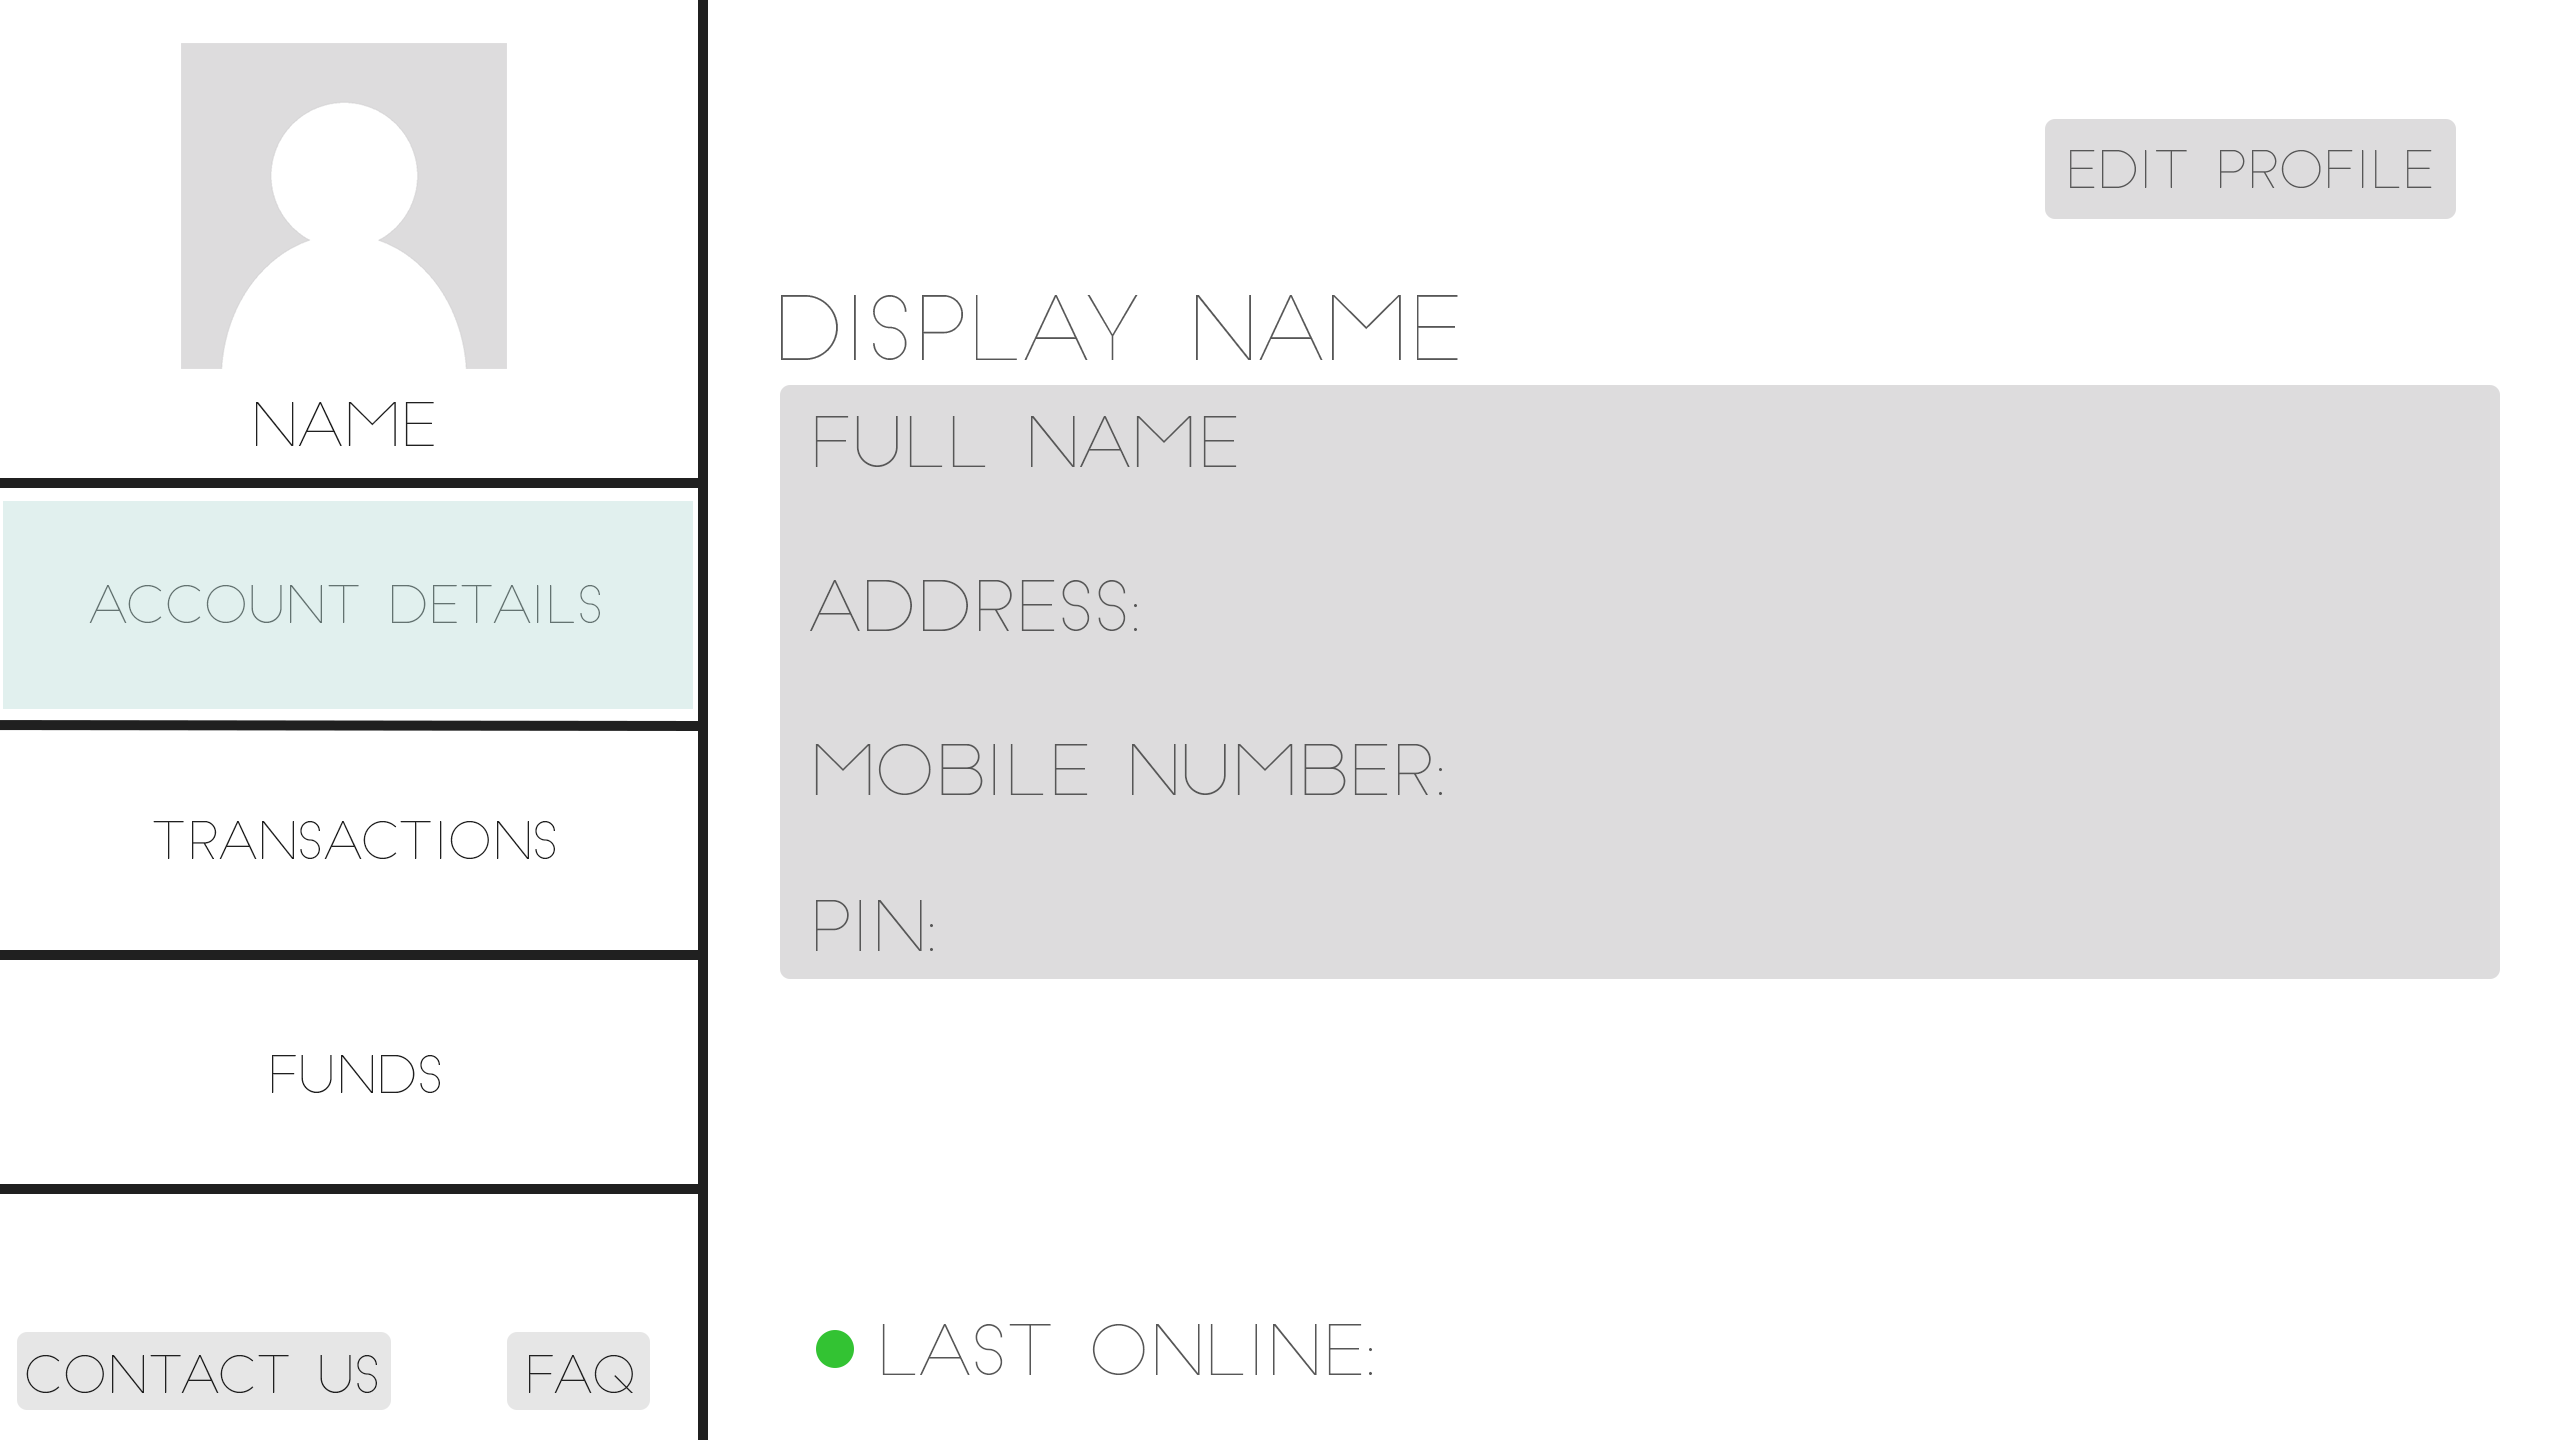 NAME
ACCOUNT DETAILS
TRANSACTIONS
FUNDS
CONTACT US
FAQ
EDIT PROFILE
DISPLAY NAME
FULL NAME
ADDRESS:
MOBILE NUMBER:
PIN:
LAST ONLINE: